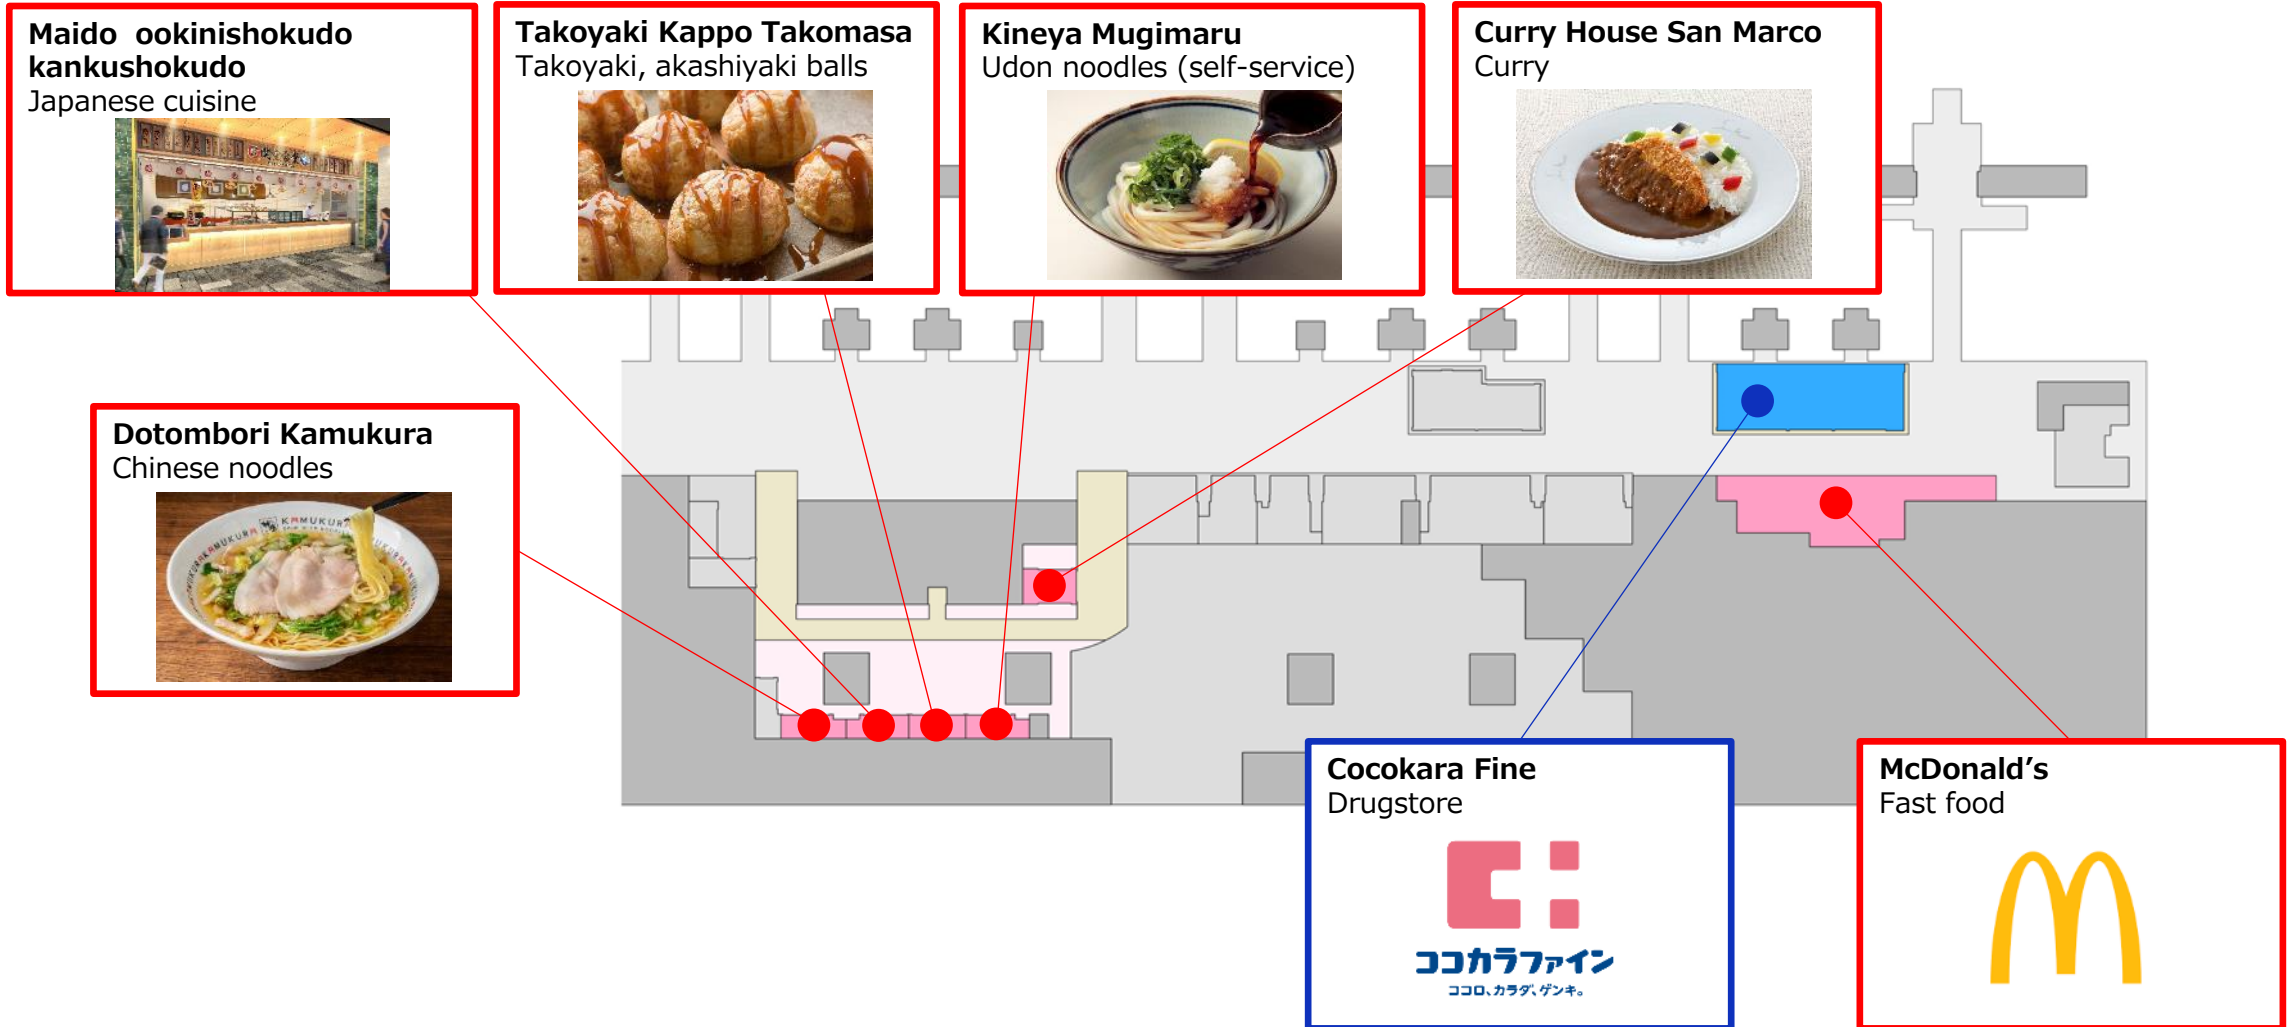 Maido ookinishokudo
kankushokudo
Japanese cuisine
Takoyaki Kappo Takomasa
Takoyaki, akashiyaki balls
Kineya Mugimaru
Udon noodles (self-service)
Curry House San Marco
Curry
Dotombori Kamukura
Chinese noodles
KAMUKURA
Cocokara Fine
Drugstore
ココカラファイン
ココロ、カラダ、ゲンキ。
McDonald’s
Fast food